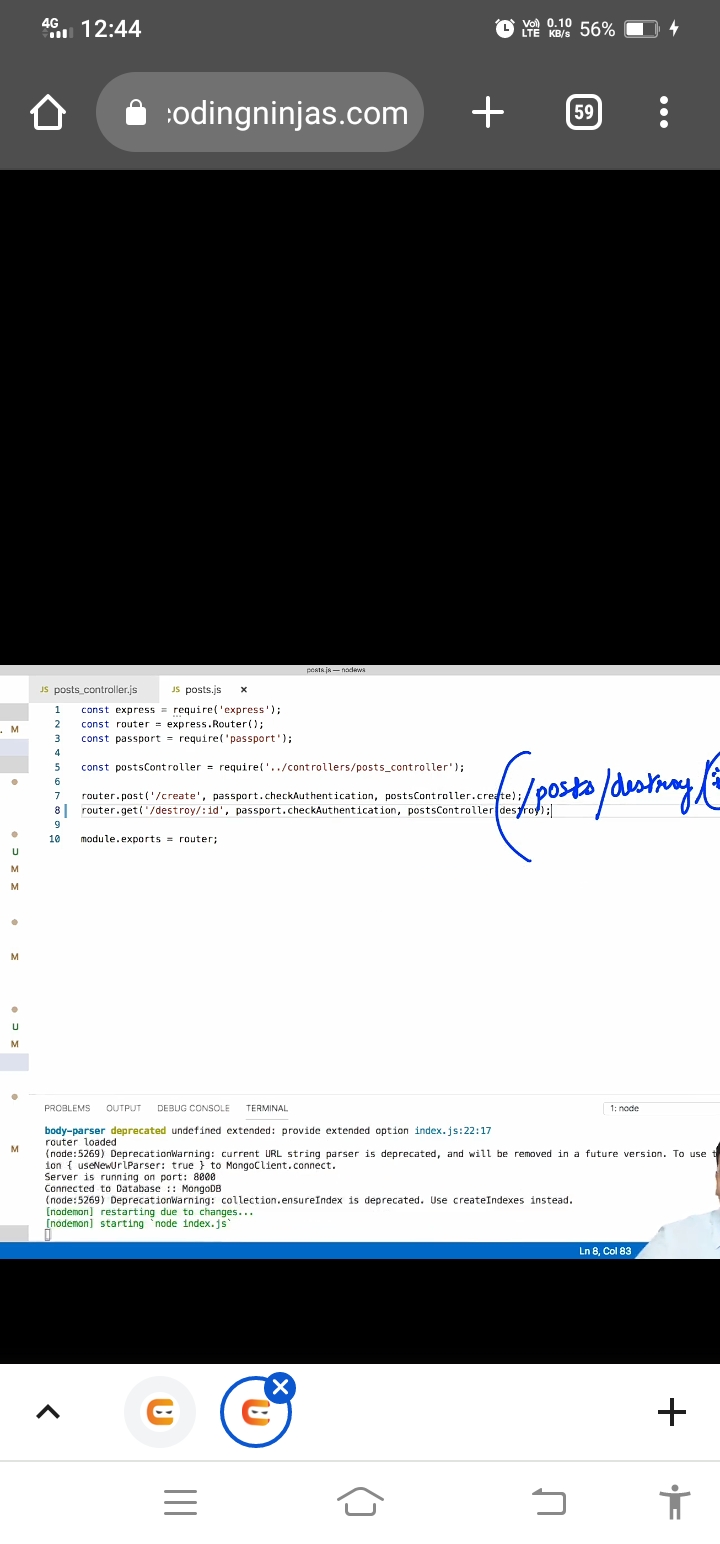 4G 12:44 Vo) LTE 0.10 KB/s 56%
codingninjas.com 59
posts.js — nodews
JS posts_controller.js JS posts.js ×
1 const express = require('express');
. M
2 const router = express.Router();
3 const passport = require('passport');
4
5 const postsController = require('../controllers/posts_controller');
6
7 router.post('/create', passport.checkAuthentication, postsController.create);
(/posts/destroy/
8 router.get('/destroy/:id', passport.checkAuthentication, postsController.destroy);
9
10 module.exports = router;
U
M
M
M
U
M
PROBLEMS OUTPUT DEBUG CONSOLE TERMINAL 1: node
body-parser deprecated undefined extended: provide extended option index.js:22:17
router loaded
M
(node:5269) DeprecationWarning: current URL string parser is deprecated, and will be removed in a future version. To use t
ion { useNewUrlParser: true } to MongoClient.connect.
Server is running on port: 8000
Connected to Database :: MongoDB
(node:5269) DeprecationWarning: collection.ensureIndex is deprecated. Use createIndexes instead.
[nodemon] restarting due to changes...
[nodemon] starting `node index.js`
Ln 8, Col 83